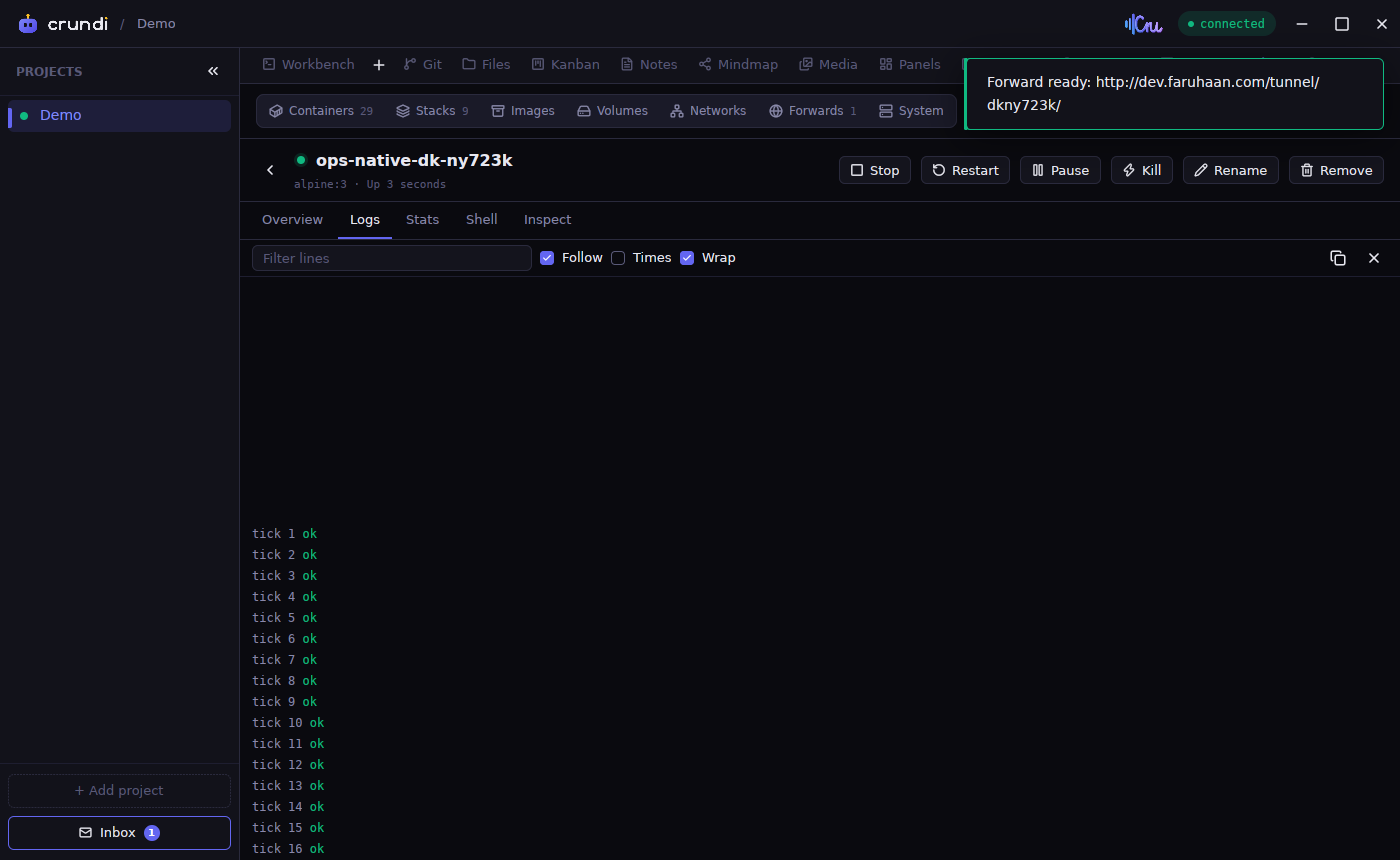 crundi / Demo
Cru
connected
PROJECTS
Workbench
Git
Files
Kanban
Notes
Mindmap
Media
Panels
Forward ready: http://dev.faruhaan.com/tunnel/
dkny723k/
Demo
Containers 29
Stacks 9
Images
Volumes
Networks
Forwards 1
System
ops-native-dk-ny723k
alpine:3 · Up 3 seconds
Stop
Restart
Pause
Kill
Rename
Remove
Overview
Logs
Stats
Shell
Inspect
Filter lines
Follow
Times
Wrap
tick 1 ok
tick 2 ok
tick 3 ok
tick 4 ok
tick 5 ok
tick 6 ok
tick 7 ok
tick 8 ok
tick 9 ok
tick 10 ok
tick 11 ok
tick 12 ok
tick 13 ok
tick 14 ok
tick 15 ok
tick 16 ok
+ Add project
Inbox 1